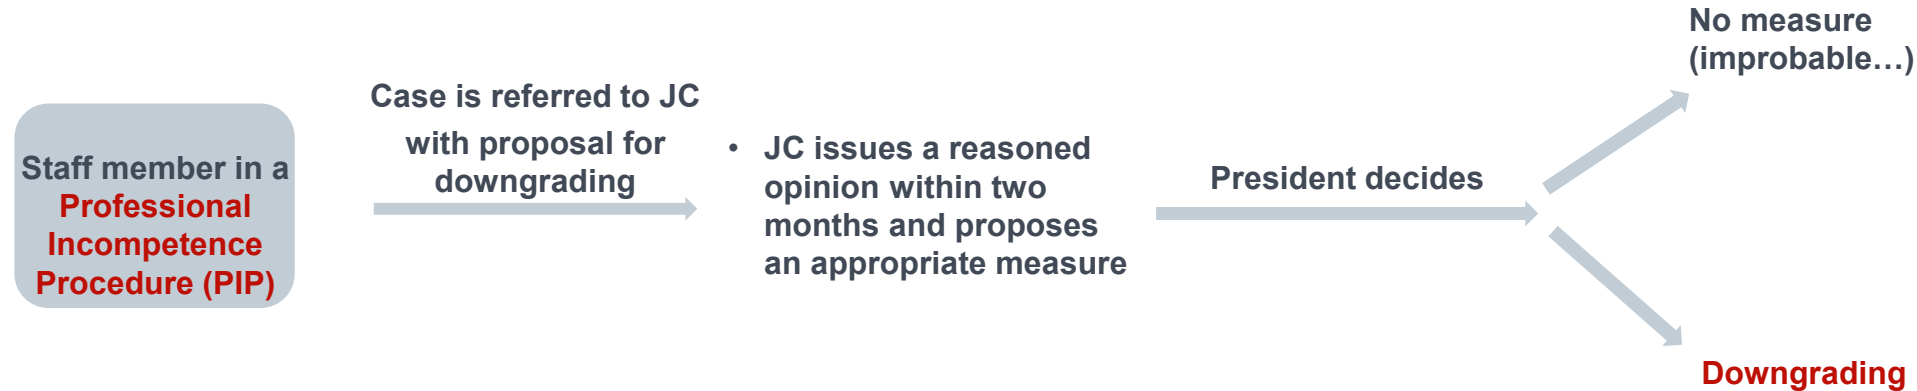 Staff member in a
Professional
Incompetence
Procedure (PIP)
Case is referred to JC
with proposal for
downgrading
• JC issues a reasoned
opinion within two
months and proposes
an appropriate measure
President decides
No measure
(improbable…)
Downgrading